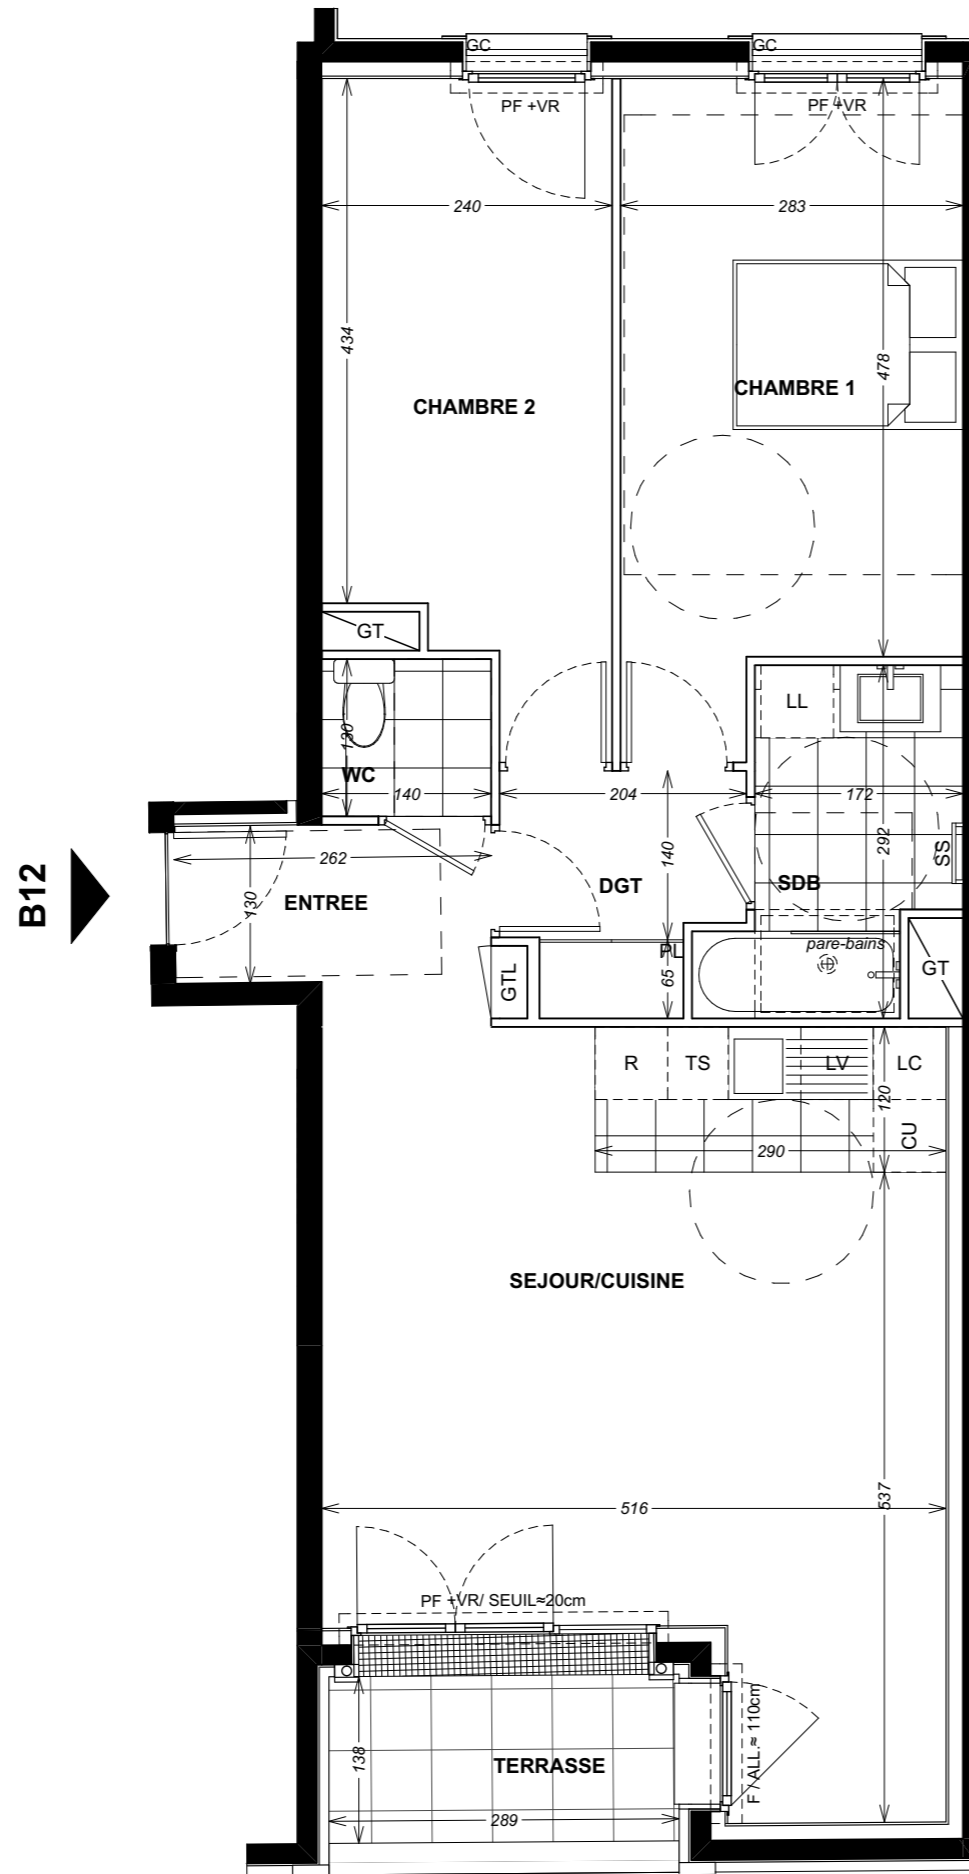 GC
GC
PF +VR
PF +VR
240
283
434
478
CHAMBRE 1
CHAMBRE 2
GT
LL
130
WC
140
204
172
292
262
140
SS
B12
130
ENTREE
DGT
SDB
PL
pare-bains
GTL
65
GT
R
TS
LV
LC
120
CU
290
SEJOUR/CUISINE
537
516
PF +VR/ SEUIL≈20cm
F / ALL.≈ 110cm
138
TERRASSE
289